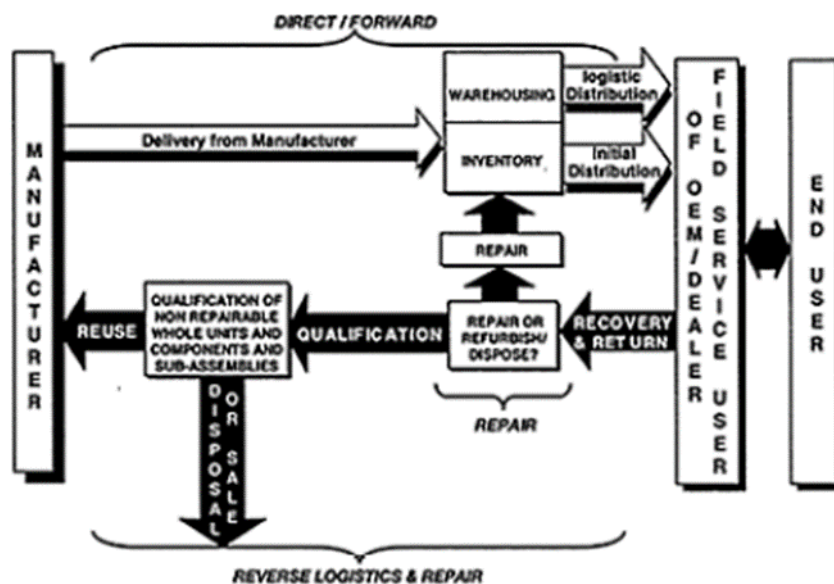 DIRECT / FORWARD
MANUFACTURER
Delivery from Manufacturer
WAREHOUSING
INVENTORY
logistic
Distribution
Initial
Distribution
FIELD SERVICE USER
OF OEM/DEALER
END USER
REPAIR
REUSE
QUALIFICATION OF
NON REPAIRABLE
WHOLE UNITS AND
COMPONENTS AND
SUB-ASSEMBLIES
QUALIFICATION
REPAIR OR
REFURBISH/
DISPOSE?
RECOVERY
& RETURN
DISPOSAL
OR SALE
REPAIR
REVERSE LOGISTICS & REPAIR